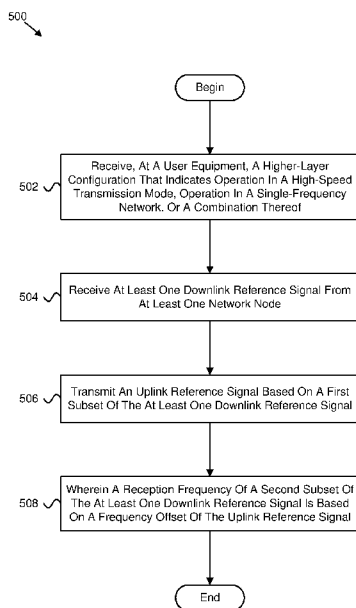 500
Begin
502
Receive, At A User Equipment, A Higher-Layer
Configuration That Indicates Operation In A High-Speed
Transmission Mode, Operation In A Single-Frequency
Network. Or A Combination Thereof
504
Receive At Least One Downlink Reference Signal From
At Least One Network Node
506
Transmit An Uplink Reference Signal Based On A First
Subset Of The At Least One Downlink Reference Signal
508
Wherein A Reception Frequency Of A Second Subset Of
The At Least One Downlink Reference Signal Is Based
On A Frequency Offset Of The Uplink Reference Signal
End